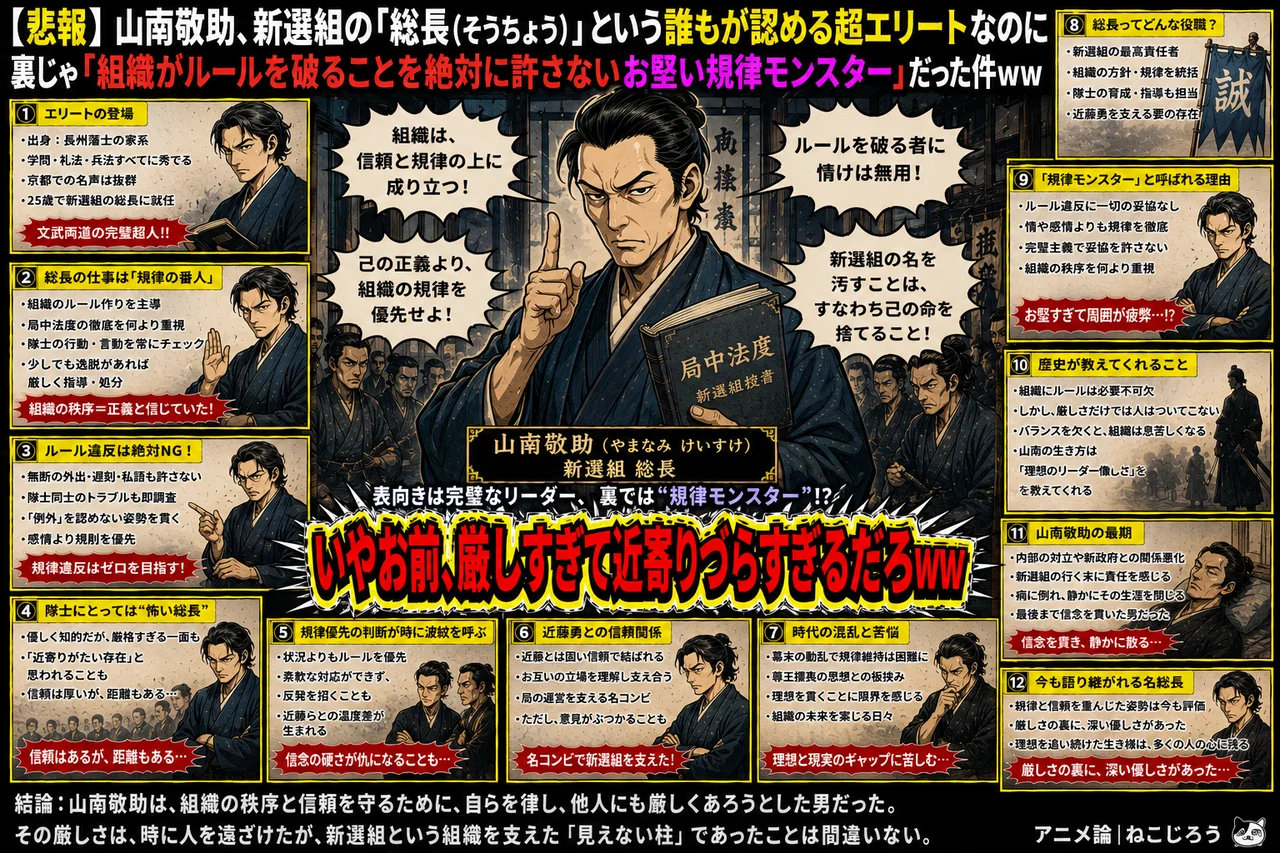 【悲報】山南敬助、新選組の「総長(そうちょう)」という誰もが認める超エリートなのに
裏じゃ「組織がルールを破ることを絶対に許さないお堅い規律モンスター」だった件ww
① エリートの登場
・出身：長州藩士の家系
・学問・礼法・兵法すべてに秀でる
・京都での名声は抜群
・25歳で新選組の総長に就任
文武両道の完璧超人!!
② 総長の仕事は「規律の番人」
・組織のルール作りを主導
・局中法度の徹底を何より重視
・隊士の行動・言動を常にチェック
・少しでも逸脱があれば
厳しく指導・処分
組織の秩序＝正義と信じていた!
③ ルール違反は絶対NG！
・無断の外出・遅刻・私語も許さない
・隊士同士のトラブルも即調査
・「例外」を認めない姿勢を貫く
・感情より規則を優先
規律違反はゼロを目指す!
④ 隊士にとっては“怖い総長”
・優しく知的だが、厳格すぎる一面も
・「近寄りがたい存在」と
思われることも
・信頼は厚いが、距離もある…
信頼はあるが、距離もある…
組織は、
信頼と規律の上に
成り立つ！
ルールを破る者に
情けは無用！
己の正義より、
組織の規律を
優先せよ！
新選組の名を
汚すことは、
すなわち己の命を
捨てること！
局中法度
山南敬助（やまなみ けいすけ）
新選組 総長
表向きは完璧なリーダー、裏では“規律モンスター”!?
いやお前、厳しすぎて近寄りづらすぎるだろww
⑤ 規律優先の判断が時に波紋を呼ぶ
・状況よりもルールを優先
・柔軟な対応ができず、
・反発を招くことも
・近藤らとの温度差が
生まれる
信念の硬さが仇になることも…
⑥ 近藤勇との信頼関係
・近藤とは固い信頼で結ばれる
・お互いの立場を理解し支え合う
・局の運営を支える名コンビ
・ただし、意見がぶつかることも
名コンビで新選組を支えた!
⑦ 時代の混乱と苦悩
・幕末の動乱で規律維持は困難に
・尊王攘夷の思想との板挟み
・理想を貫くことに限界を感じる
・組織の未来を案じる日々
理想と現実のギャップに苦しむ…
⑧ 総長ってどんな役職？
・新選組の最高責任者
・組織の方針・規律を統括
・隊士の育成・指導も担当
・近藤勇を支える要の存在
誠
⑨ 「規律モンスター」と呼ばれる理由
・ルール違反に一切の妥協なし
・情や感情よりも規律を徹底
・完璧主義で妥協を許さない
・組織の秩序を何より重視
お堅すぎて周囲が疲弊…!?
⑩ 歴史が教えてくれること
・組織にルールは必要不可欠
・しかし、厳しさだけでは人はついてこない
・バランスを欠くと、組織は息苦しくなる
・山南の生き方は
を教えてくれる
⑪ 山南敬助の最期
・内部の対立や新政府との関係悪化
・新選組の行く末に責任を感じる
・病に倒れ、静かにその生涯を閉じる
・最後まで信念を貫いた男だった
信念を貫き、静かに散る…
⑫ 今も語り継がれる名総長
・規律と信頼を重んじた姿勢は今も評価
・厳しさの裏に、深い優しさがあった
・理想を追い続けた生き様は、多くの人の心に残る
厳しさの裏に、深い優しさがあった…
結論：山南敬助は、組織の秩序と信頼を守るために、自らを律し、他人にも厳しくあろうとした男だった。
その厳しさは、時に人を遠ざけたが、新選組という組織を支えた「見えない柱」であったことは間違いない。
アニメ論｜ねこじろう